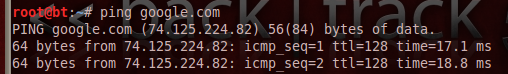 root@bt:~# ping google.com
PING google.com (74.125.224.82) 56(84) bytes of data.
64 bytes from 74.125.224.82: icmp_seq=1 ttl=128 time=17.1 ms
64 bytes from 74.125.224.82: icmp_seq=2 ttl=128 time=18.8 ms
<< back | track